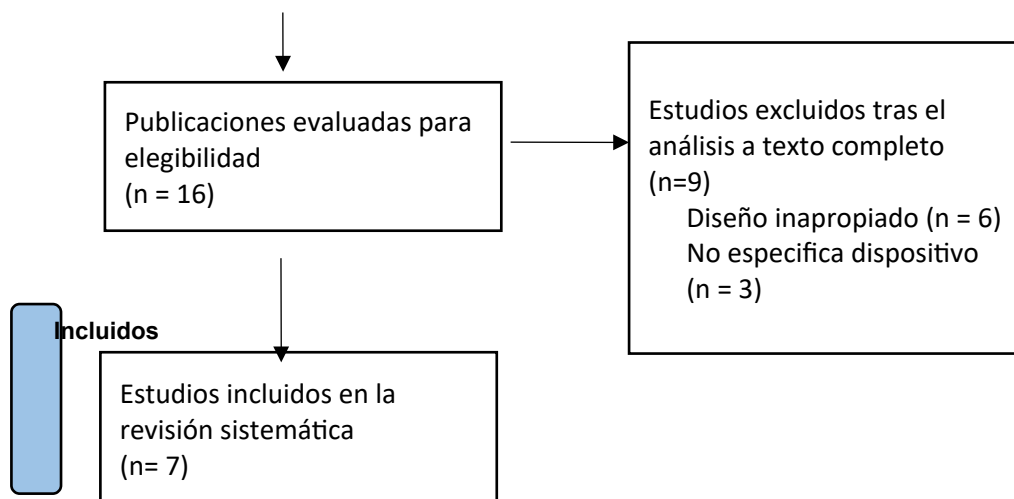 Publicaciones evaluadas para
elegibilidad
(n = 16)
Estudios excluidos tras el
análisis a texto completo
(n=9)
Diseño inapropiado (n = 6)
No especifica dispositivo
(n = 3)
Incluidos
Estudios incluidos en la
revisión sistemática
(n= 7)